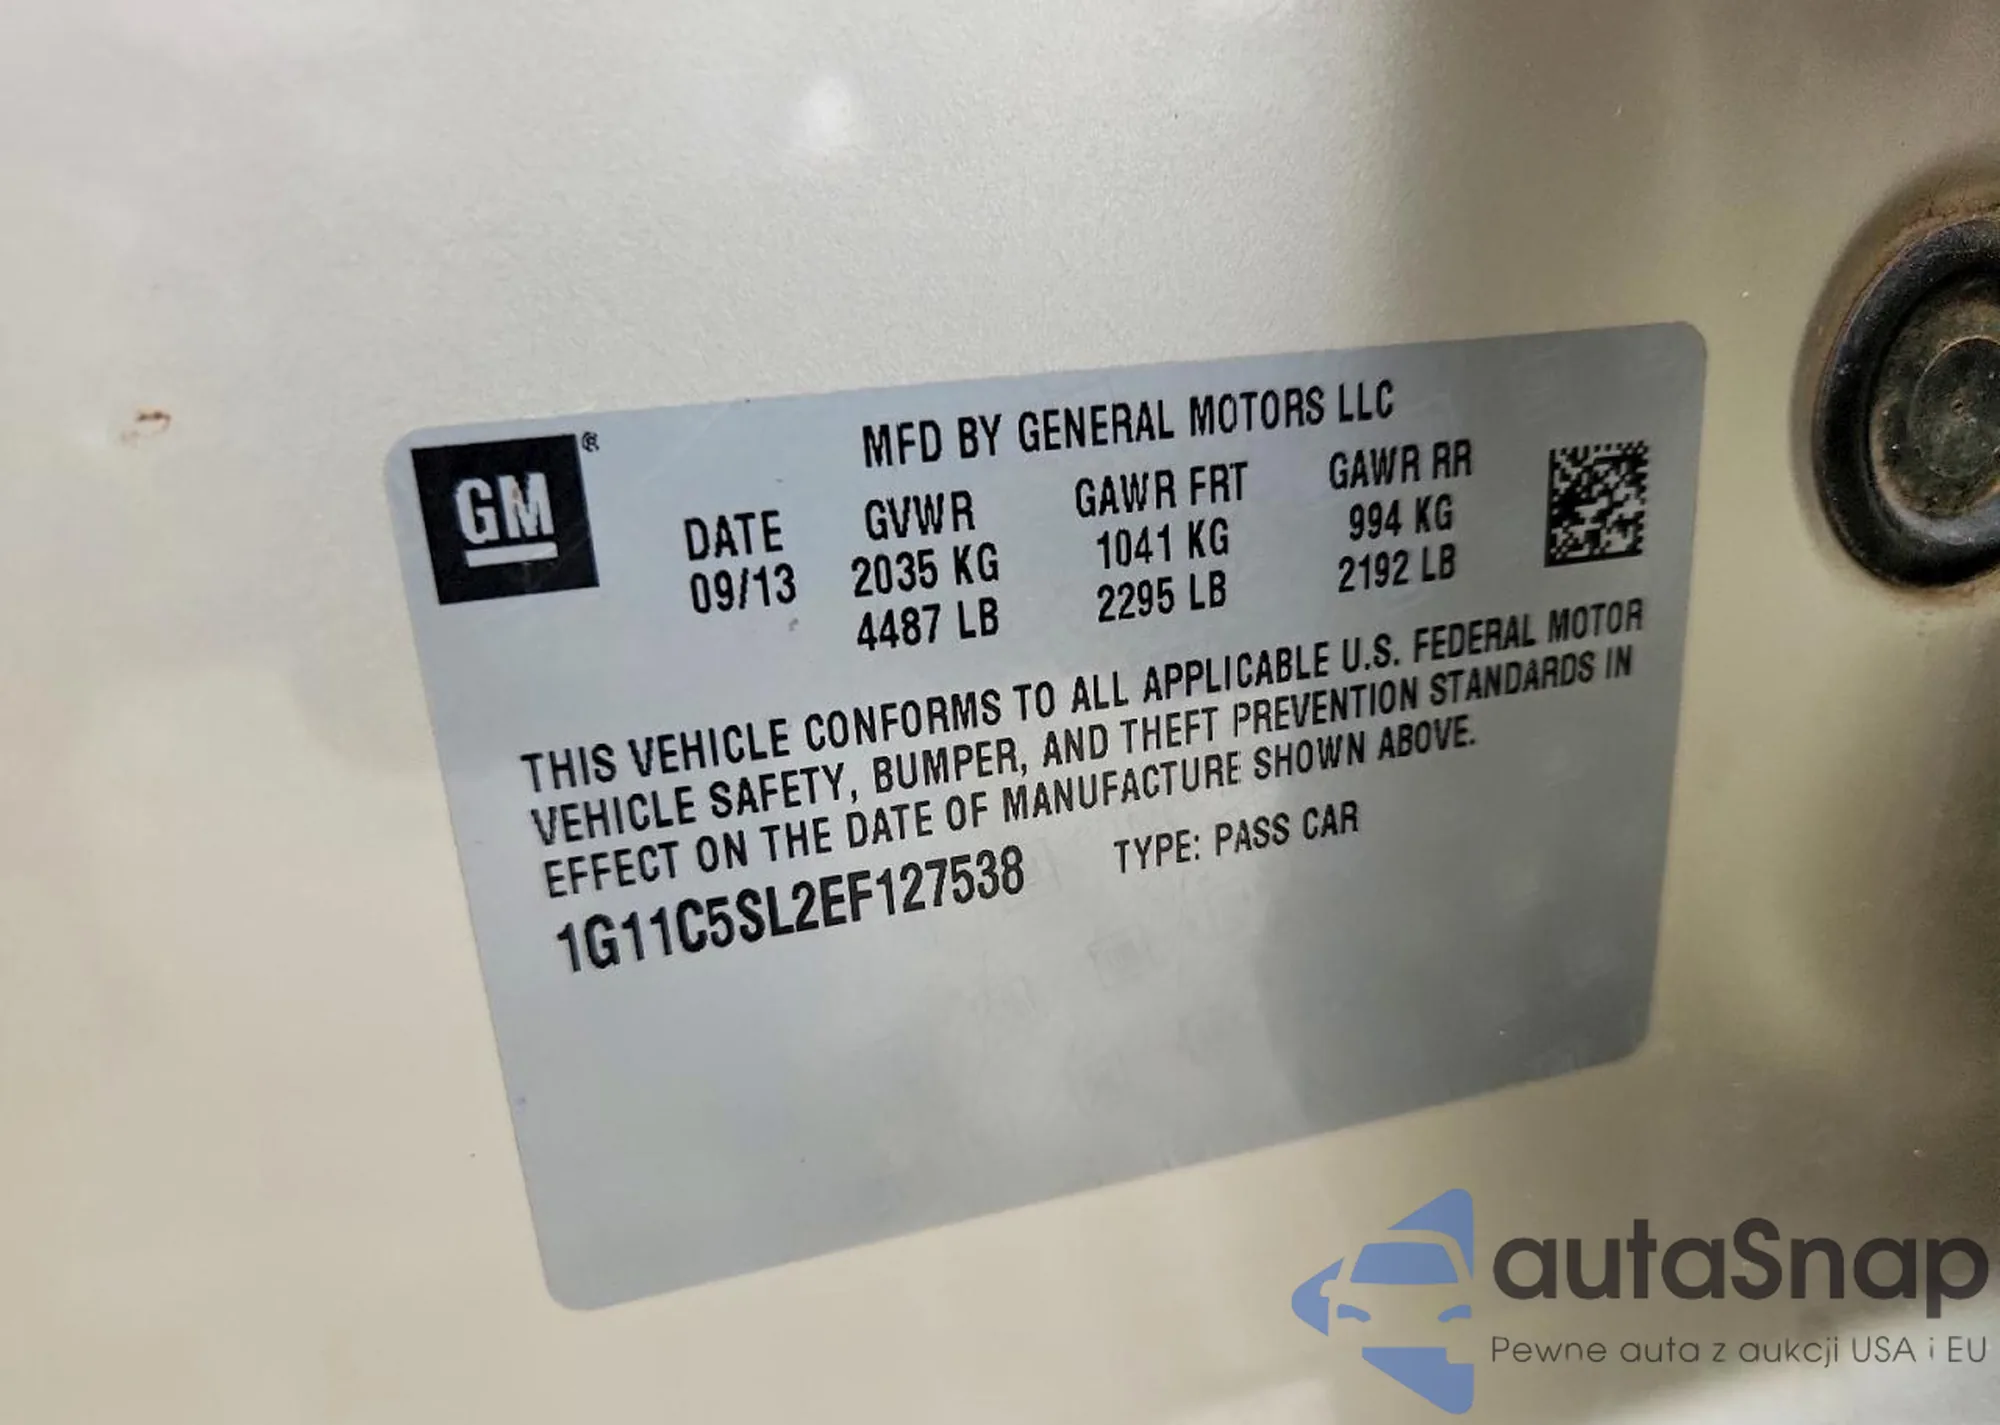 GM ®
MFD BY GENERAL MOTORS LLC
DATE GVWR GAWR FRT GAWR RR
09/13 2035 KG 1041 KG 994 KG
4487 LB 2295 LB 2192 LB
THIS VEHICLE CONFORMS TO ALL APPLICABLE U.S. FEDERAL MOTOR
VEHICLE SAFETY, BUMPER, AND THEFT PREVENTION STANDARDS IN
EFFECT ON THE DATE OF MANUFACTURE SHOWN ABOVE.
1G11C5SL2EF127538 TYPE: PASS CAR
autaSnap
Pewne auta z aukcji USA i EU